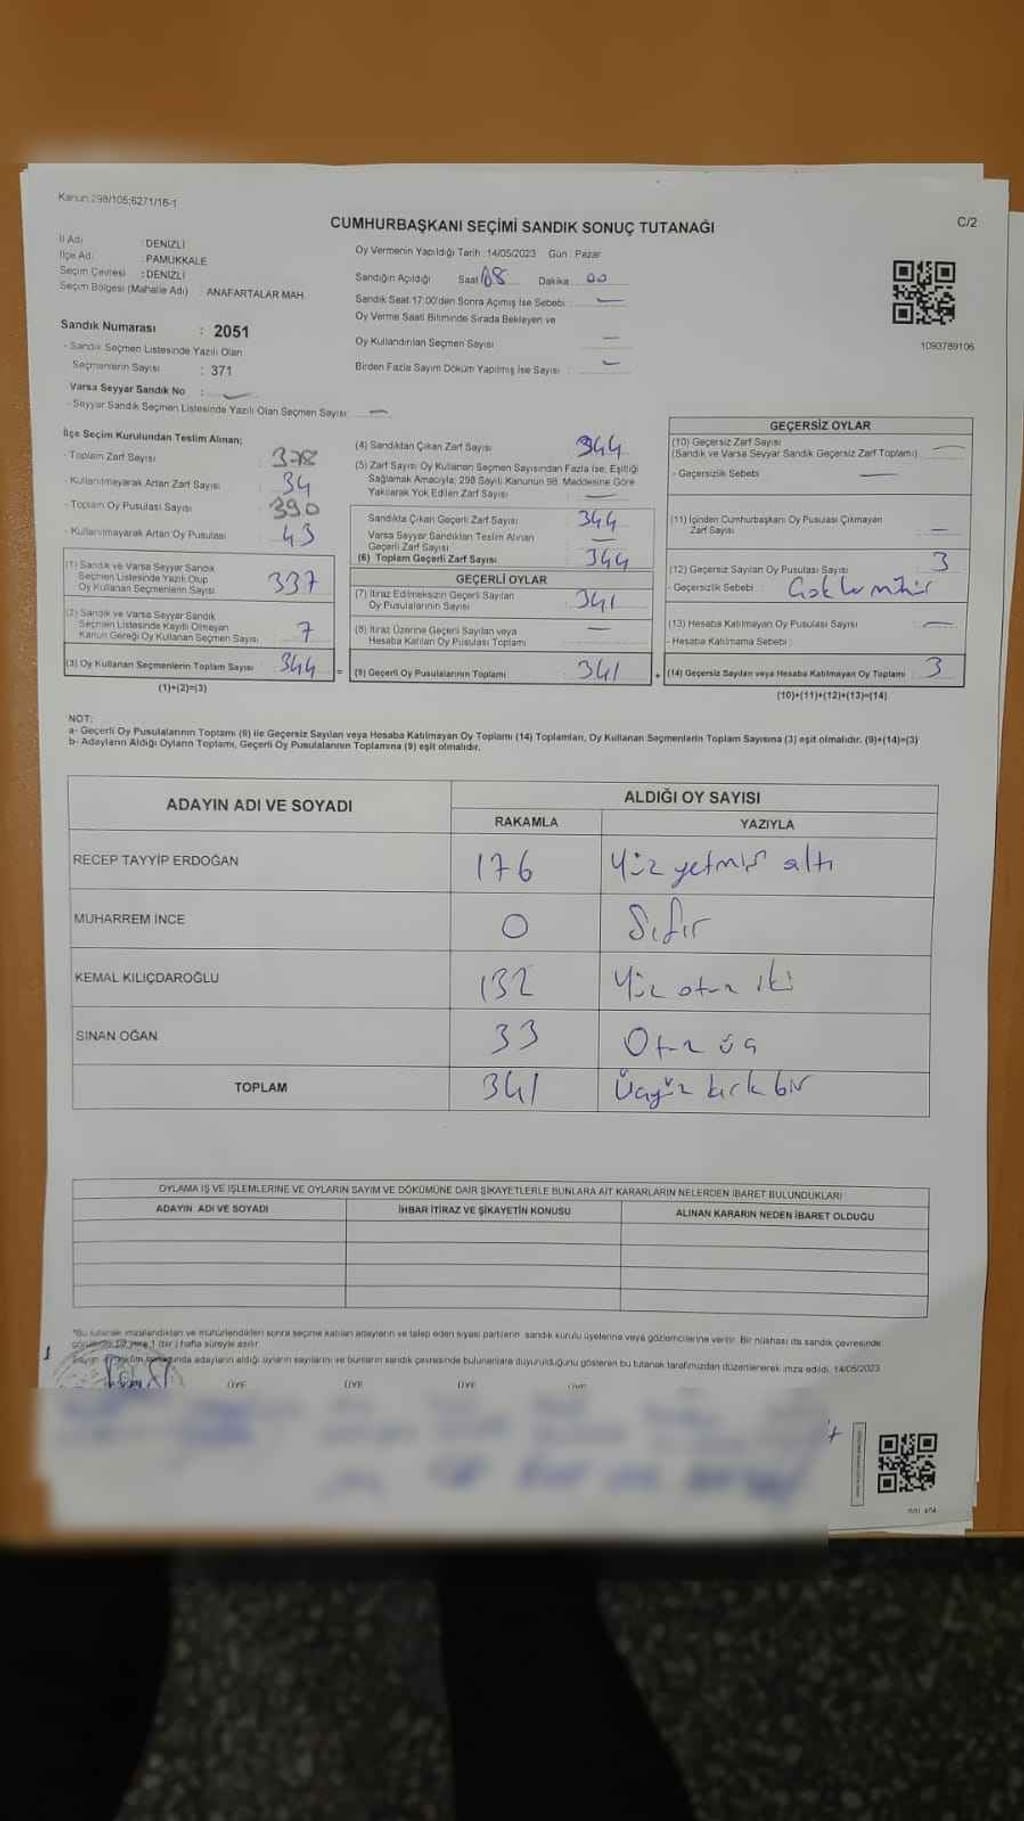 Kanun:298/105;6271/16-1
CUMHURBAŞKANI SEÇİMİ SANDIK SONUÇ TUTANAĞI
C/2
İl Adı : DENİZLİ
İlçe Adı : PAMUKKALE
Seçim Çevresi : DENİZLİ
Seçim Bölgesi (Mahalle Adı) : ANAFARTALAR MAH.
Oy Vermenin Yapıldığı Tarih : 14/05/2023 Gün : Pazar
Sandığın Açıldığı Saat 08 Dakika 00
Sandık Saat 17:00'den Sonra Açımış İse Sebebi : —
Oy Verme Saati Bitiminde Sırada Bekleyen ve
Oy Kullandırılan Seçmen Sayısı —
Birden Fazla Sayım Döküm Yapılmış İse Sayısı : —
1090789106
Sandık Numarası : 2051
- Sandık Seçmen Listesinde Yazılı Olan
Seçmenlerin Sayısı : 371
Varsa Seyyar Sandık No : —
- Seyyar Sandık Seçmen Listesinde Yazılı Olan Seçmen Sayısı —
İlçe Seçim Kurulundan Teslim Alınan;
- Toplam Zarf Sayısı 378
- Kullanılmayarak Artan Zarf Sayısı 34
- Toplam Oy Pusulası Sayısı 390
- Kullanılmayarak Artan Oy Pusulası 43
(1) Sandık ve Varsa Seyyar Sandık
Seçmen Listesinde Yazılı Olup
Oy Kullanan Seçmenlerin Sayısı 337
(2) Sandık ve Varsa Seyyar Sandık
Seçmen Listesinde Kayıtlı Olmayan
Kanun Gereği Oy Kullanan Seçmen Sayısı 7
(3) Oy Kullanan Seçmenlerin Toplam Sayısı 344
(1)+(2)=(3)
(4) Sandıktan Çıkan Zarf Sayısı 344
(5) Zarf Sayısı Oy Kullanan Seçmen Sayısından Fazla İse, Eşitliği
Sağlamak Amacıyla, 298 Sayılı Kanunun 98. Maddesine Göre
Yakılarak Yok Edilen Zarf Sayısı —
Sandıkta Çıkan Geçerli Zarf Sayısı 344
Varsa Seyyar Sandıktan Teslim Alınan
Geçerli Zarf Sayısı —
(6) Toplam Geçerli Zarf Sayısı 344
GEÇERLİ OYLAR
(7) İtiraz Edilmeksizin Geçerli Sayılan
Oy Pusulalarının Sayısı 341
(8) İtiraz Üzerine Geçerli Sayılan veya
Hesaba Katılan Oy Pusulası Toplamı —
= (9) Geçerli Oy Pusulalarının Toplamı 341
GEÇERSİZ OYLAR
(10) Geçersiz Zarf Sayısı
(Sandık ve Varsa Seyyar Sandık Geçersiz Zarf Toplamı) —
- Geçersizlik Sebebi —
(11) İçinden Cumhurbaşkanı Oy Pusulası Çıkmayan
Zarf Sayısı —
(12) Geçersiz Sayılan Oy Pusulası Sayısı 3
- Geçersizlik Sebebi :
(13) Hesaba Katılmayan Oy Pusulası Sayısı —
- Hesaba Katılmama Sebebi :
+ (14) Geçersiz Sayılan veya Hesaba Katılmayan Oy Toplamı 3
(10)+(11)+(12)+(13)=(14)
NOT:
a- Geçerli Oy Pusulalarının Toplamı (9) ile Geçersiz Sayılan veya Hesaba Katılmayan Oy Toplamı (14) Toplamları, Oy Kullanan Seçmenlerin Toplam Sayısına (3) eşit olmalıdır. (9)+(14)=(3)
b- Adayların Aldığı Oyların Toplamı, Geçerli Oy Pusulalarının Toplamına (9) eşit olmalıdır.
ADAYIN ADI VE SOYADI
ALDIĞI OY SAYISI
RAKAMLA YAZIYLA
RECEP TAYYİP ERDOĞAN 176 Yüz yetmiş altı
MUHARREM İNCE 0 Sıfır
KEMAL KILIÇDAROĞLU 132 Yüz otuz iki
SİNAN OĞAN 33 Otuz üç
TOPLAM 341 Üçyüz kırk bir
OYLAMA İŞ VE İŞLEMLERİNE VE OYLARIN SAYIM VE DÖKÜMÜNE DAİR ŞİKAYETLERLE BUNLARA AİT KARARLARIN NELERDEN İBARET BULUNDUKLARI
ADAYIN ADI VE SOYADI İHBAR İTİRAZ VE ŞİKAYETİN KONUSU ALINAN KARARIN NEDEN İBARET OLDUĞU
*Bu tutanak imzalandıktan ve mühürlendikten sonra seçime katılan adayların ve talep eden siyasi partilerin sandık kurulu üyelerine veya gözlemcilerine verilir. Bir nüshası da sandık çevresinde
1 (bir) hafta süreyle asılır.
adayların aldığı oyların sayılarını ve bunların sandık çevresinde bulunanlara duyurulduğunu gösteren bu tutanak tarafımızdan düzenlenerek imza edildi. 14/05/2023
ÜYE ÜYE ÜYE